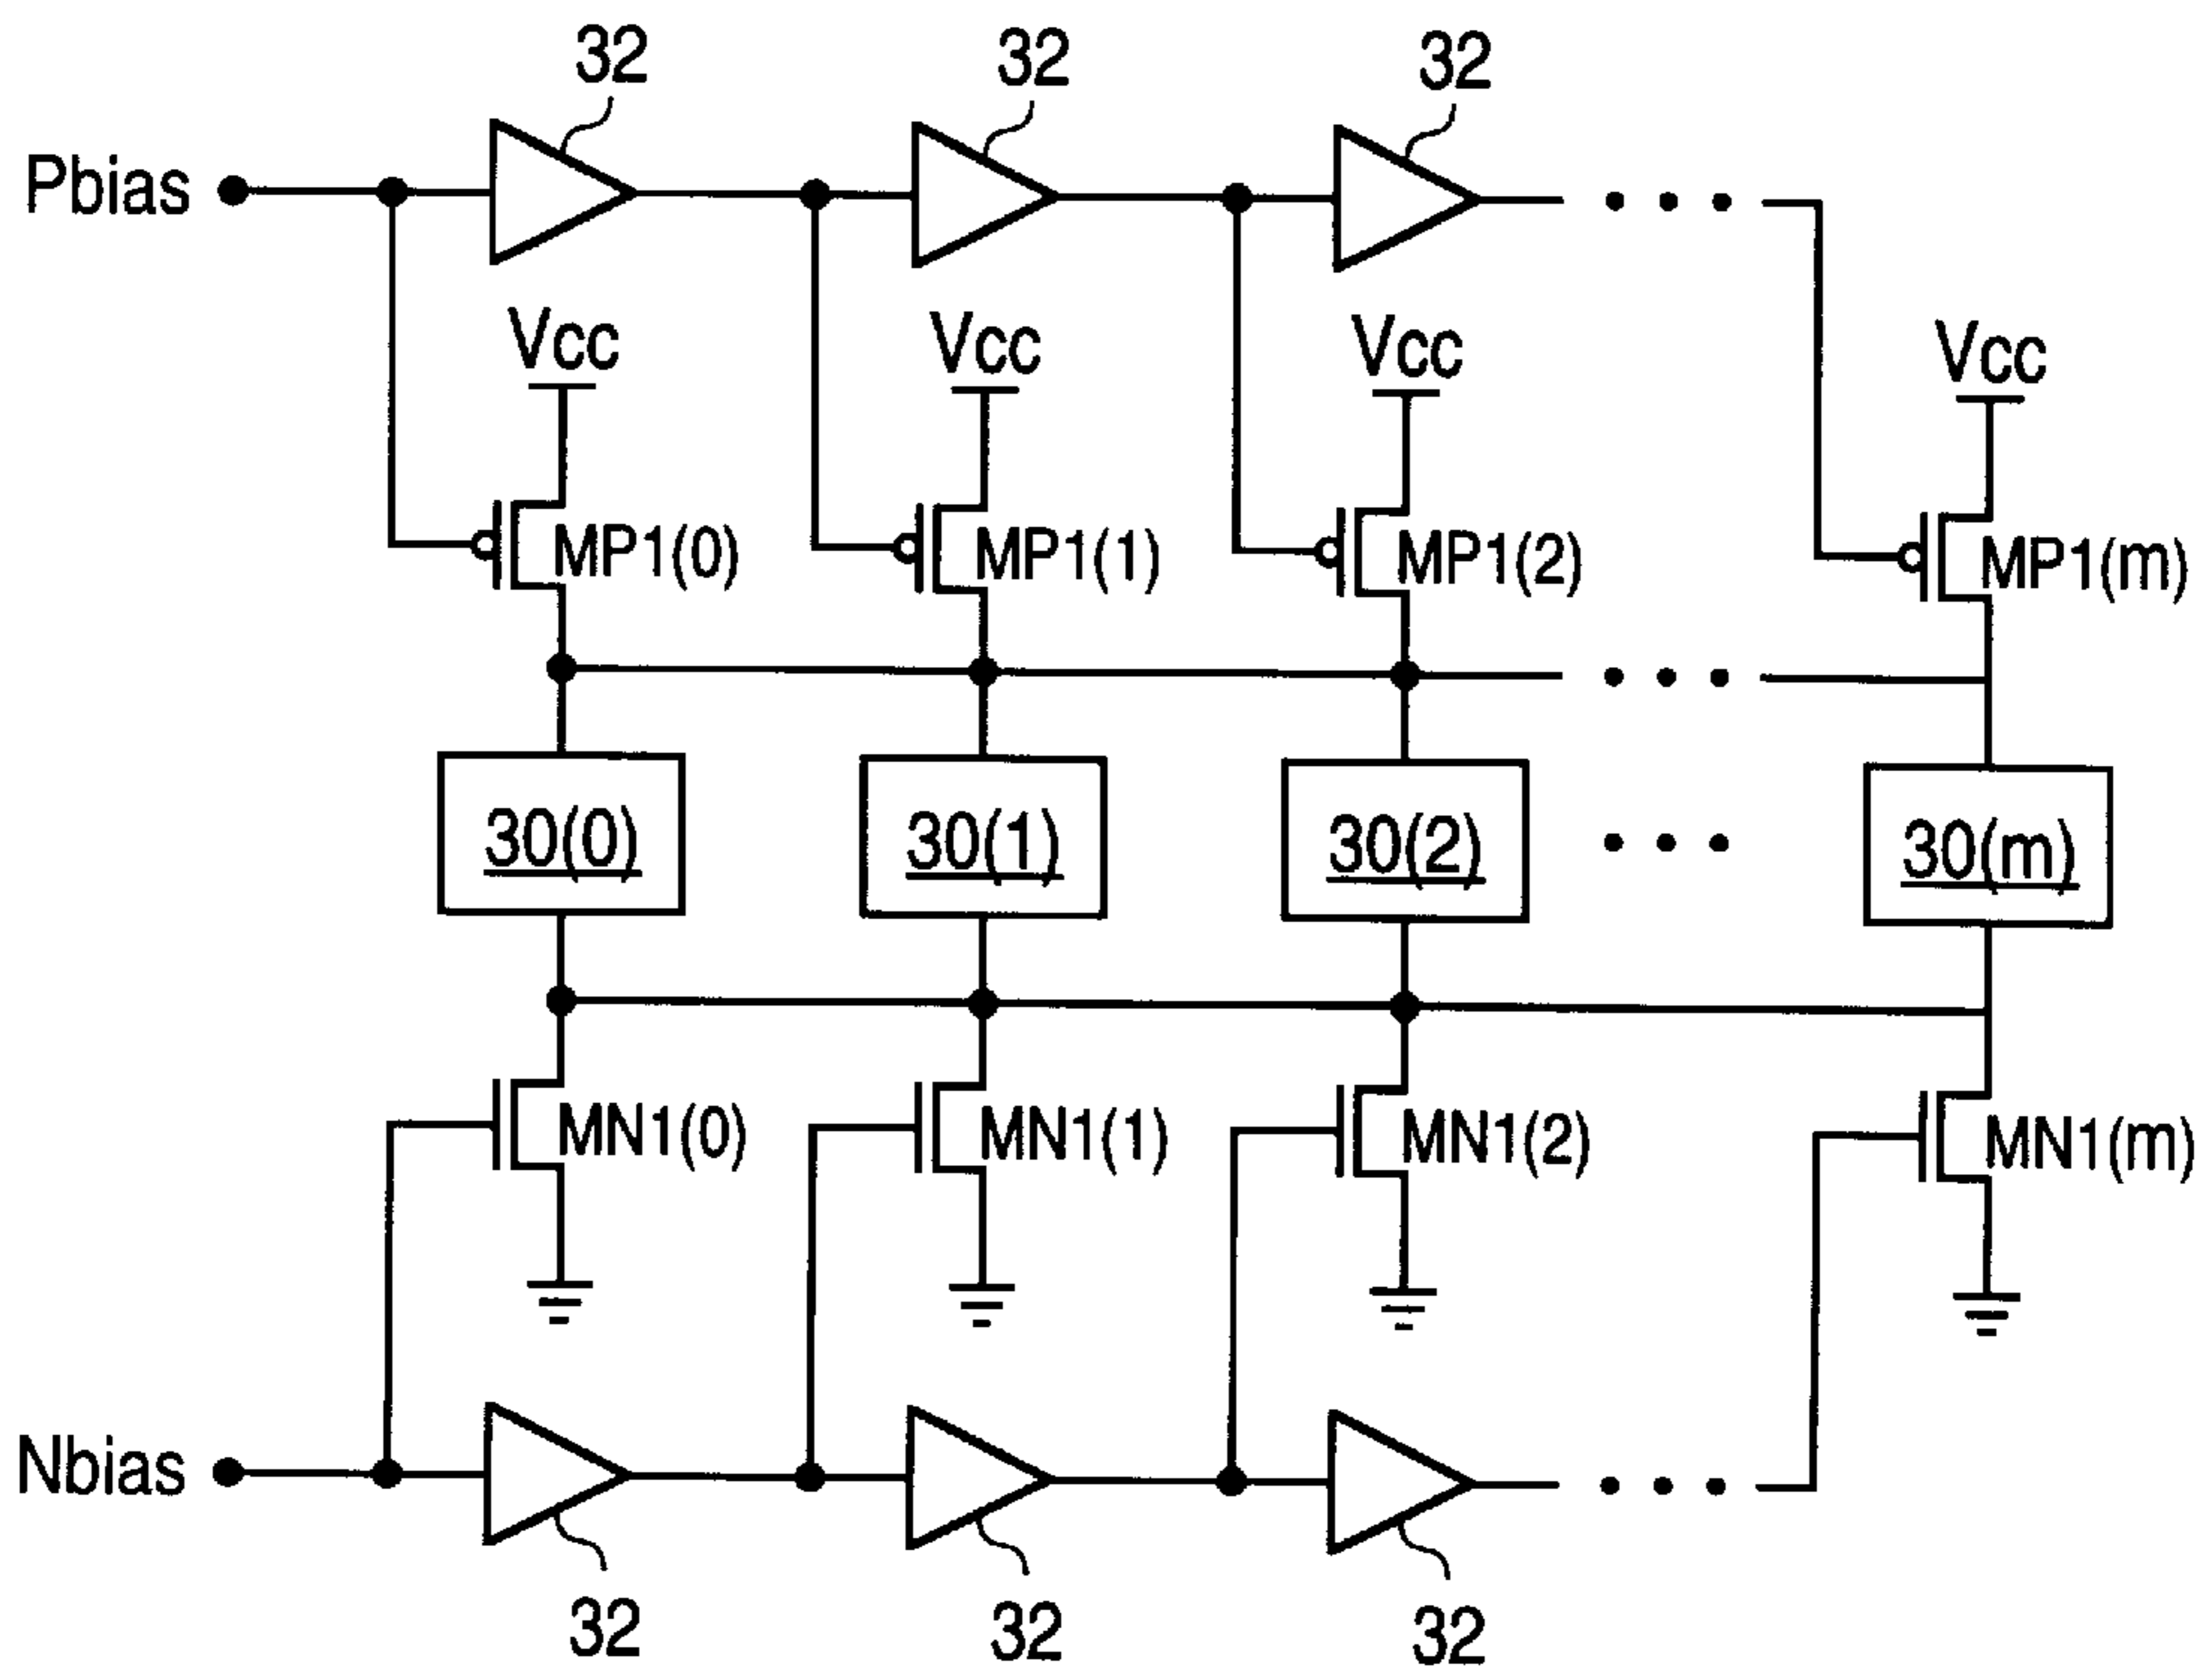 32 32 32
Pbias
Vcc Vcc Vcc Vcc
MP1(0) MP1(1) MP1(2) MP1(m)
30(0) 30(1) 30(2) 30(m)
MN1(0) MN1(1) MN1(2) MN1(m)
Nbias
32 32 32